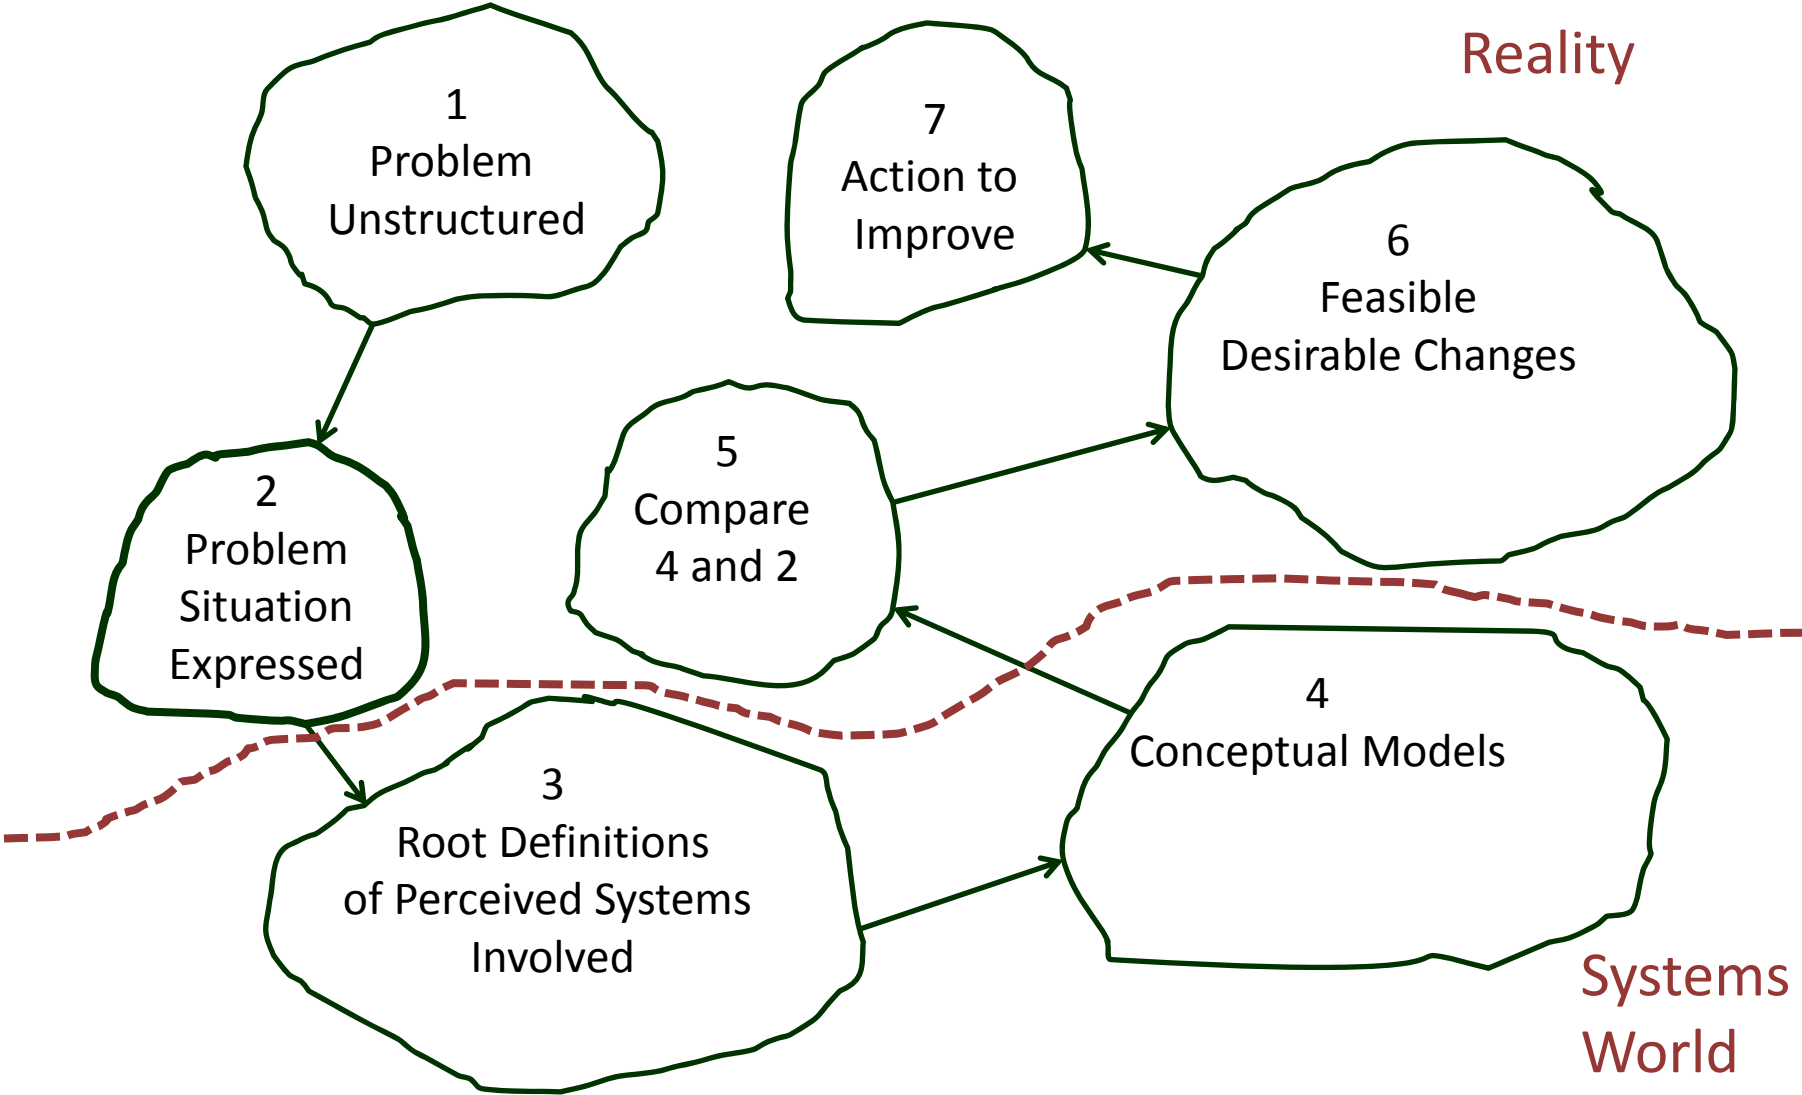 Reality
1
Problem
Unstructured
7
Action to
Improve
6
Feasible
Desirable Changes
2
Problem
Situation
Expressed
5
Compare
4 and 2
3
Root Definitions
of Perceived Systems
Involved
4
Conceptual Models
Systems
World